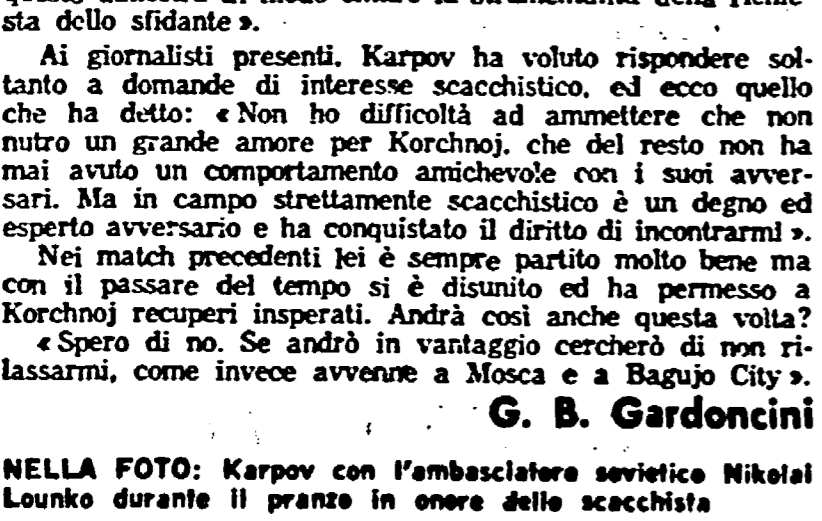 sta dello sfidante ».
Ai giornalisti presenti, Karpov ha voluto rispondere sol-
tanto a domande di interesse scacchistico, ed ecco quello
che ha detto: « Non ho difficoltà ad ammettere che non
nutro un grande amore per Korchnoj, che del resto non ha
mai avuto un comportamento amichevole con i suoi avver-
sari. Ma in campo strettamente scacchistico è un degno ed
esperto avversario e ha conquistato il diritto di incontrarmi ».
Nei match precedenti lei è sempre partito molto bene ma
con il passare del tempo si è disunito ed ha permesso a
Korchnoj recuperi insperati. Andrà così anche questa volta?
« Spero di no. Se andrò in vantaggio cercherò di non ri-
lassarmi, come invece avvenne a Mosca e a Bagujo City ».
G. B. Gardoncini
NELLA FOTO: Karpov con l'ambasciatore sovietico Nikolai
Lounko durante il pranzo in onore dello scacchista